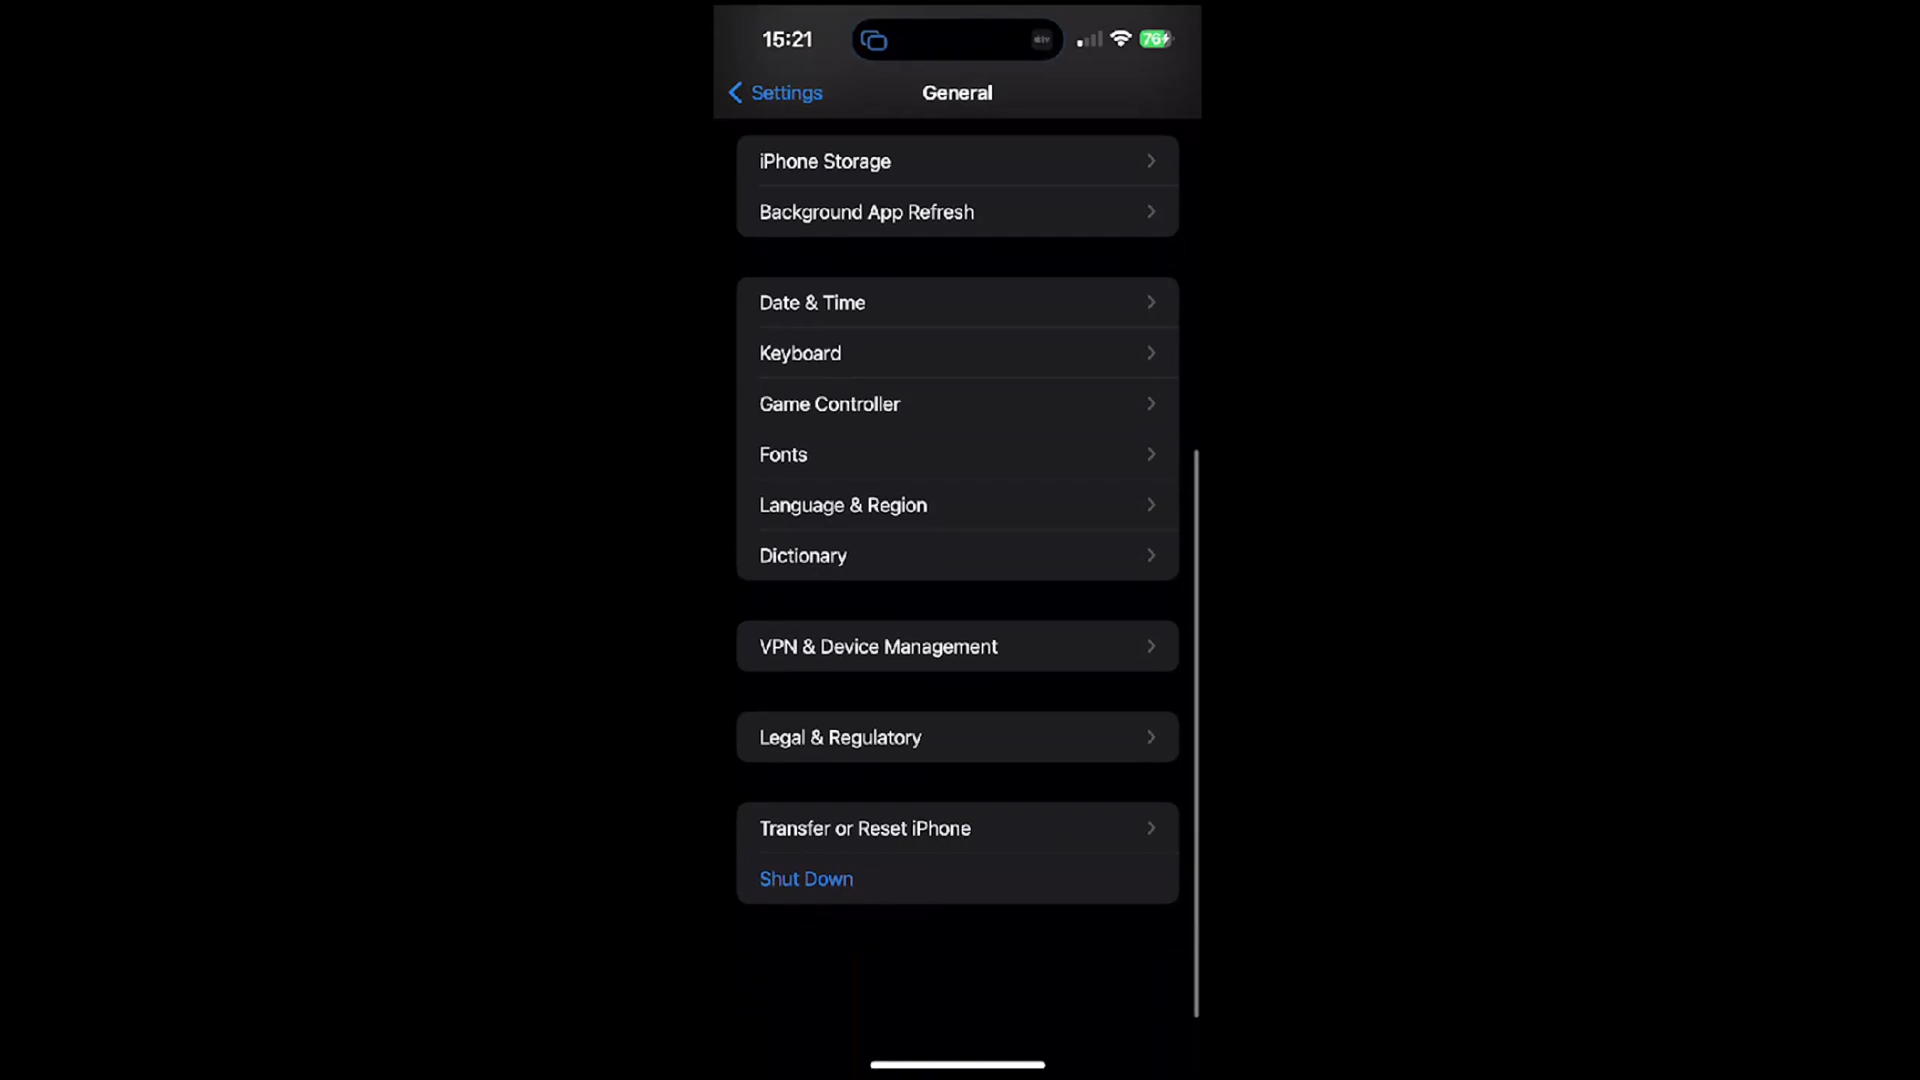 15:21
76
Settings
General
iPhone Storage
Background App Refresh
Date & Time
Keyboard
Game Controller
Fonts
Language & Region
Dictionary
VPN & Device Management
Legal & Regulatory
Transfer or Reset iPhone
Shut Down